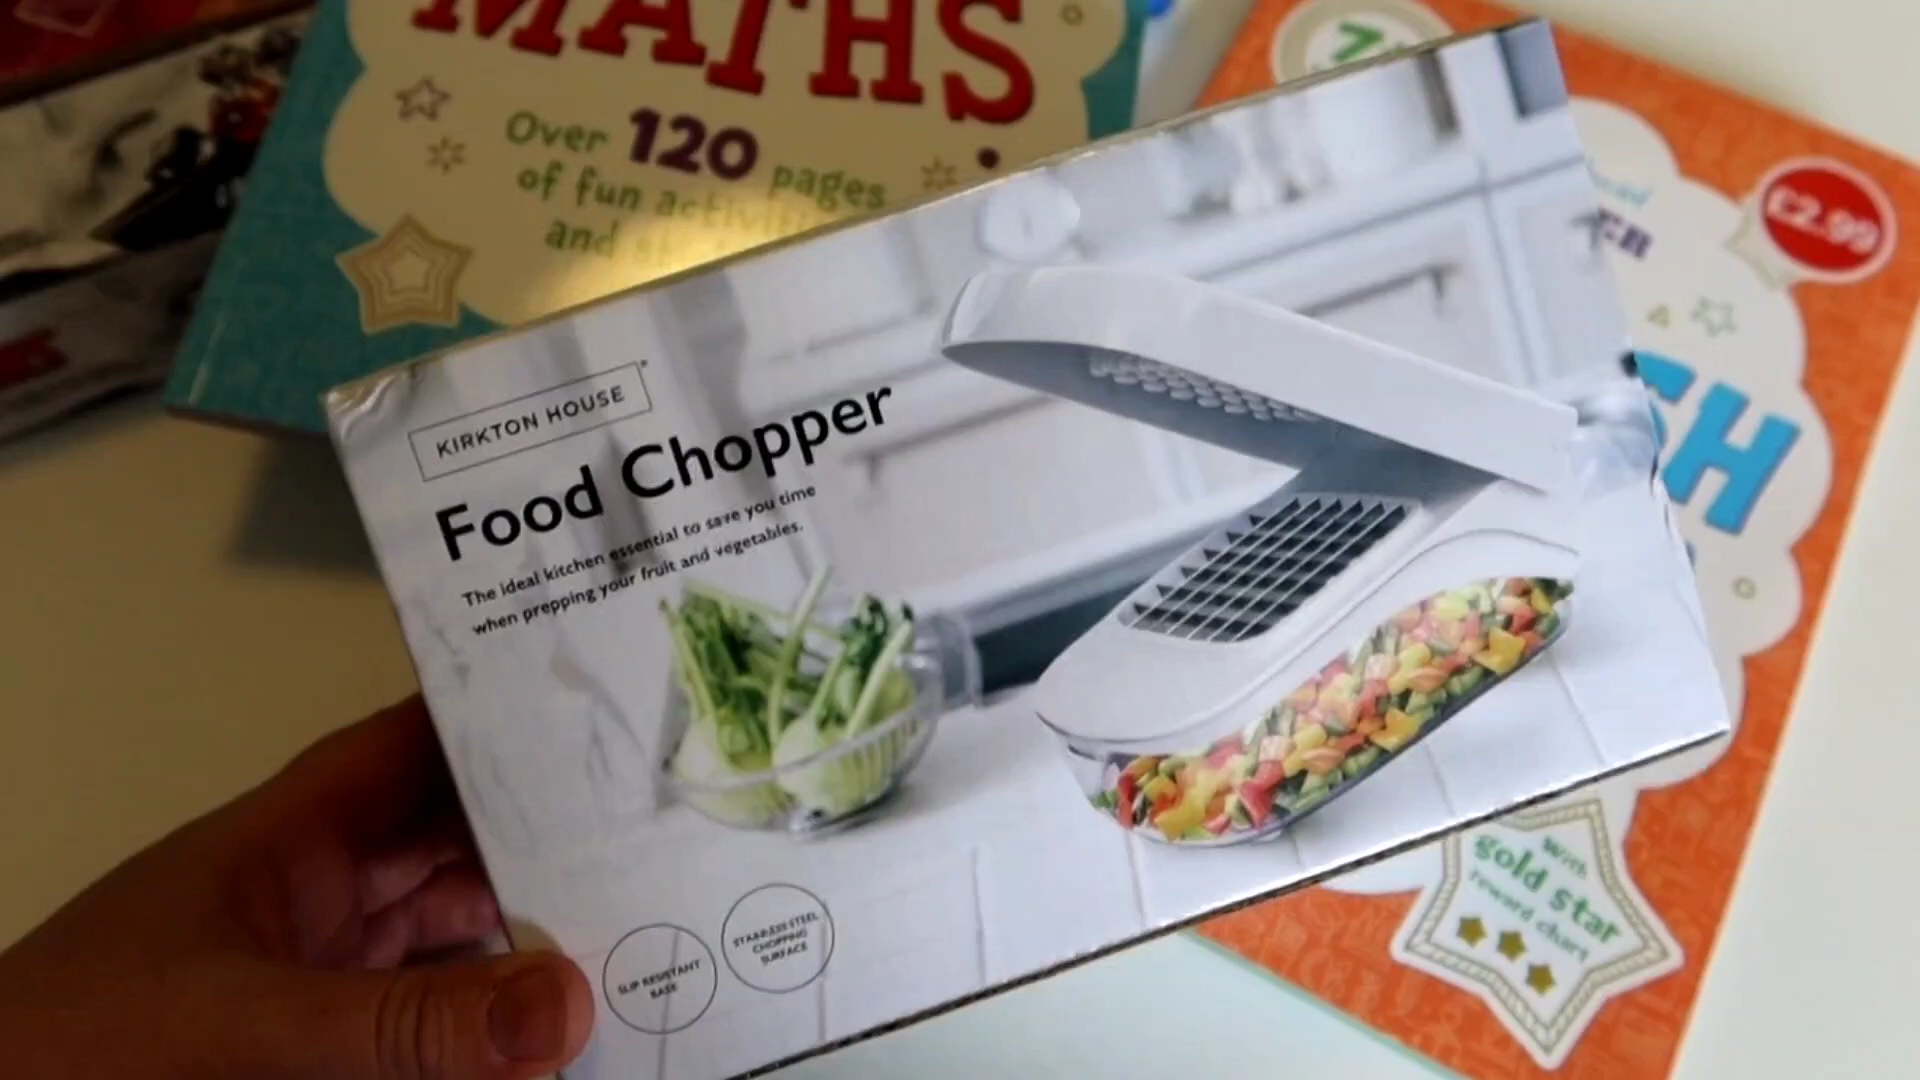 MATHS
Over 120 pages
of fun
and
£2.99
KIRKTON HOUSE
Food Chopper
The ideal kitchen essential to save you time
when prepping your fruit and vegetables.
SLIP RESISTANT
BASE
STAINLESS STEEL
CHOPPING
SURFACE
With
gold star
reward chart